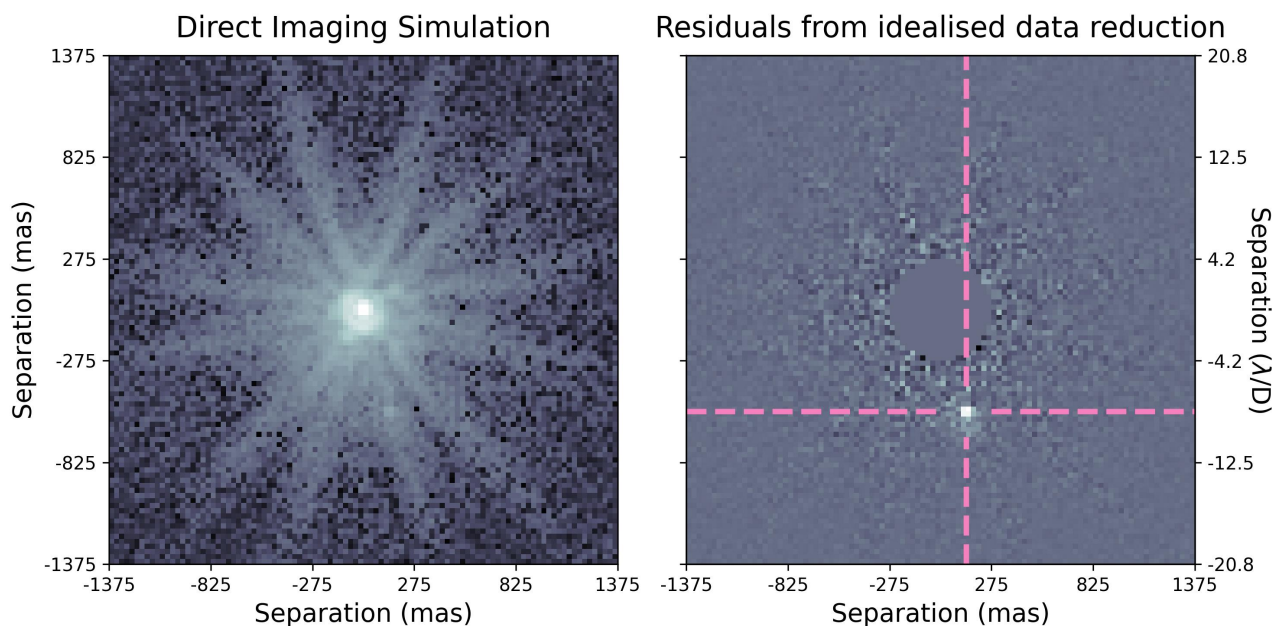 Direct Imaging Simulation
1375
825
275
-275
-825
-1375
Separation (mas)
-1375 -825 -275 275 825 1375
Separation (mas)
Residuals from idealised data reduction
20.8
12.5
4.2
-4.2
-12.5
-20.8
Separation (λ/D)
-1375 -825 -275 275 825 1375
Separation (mas)